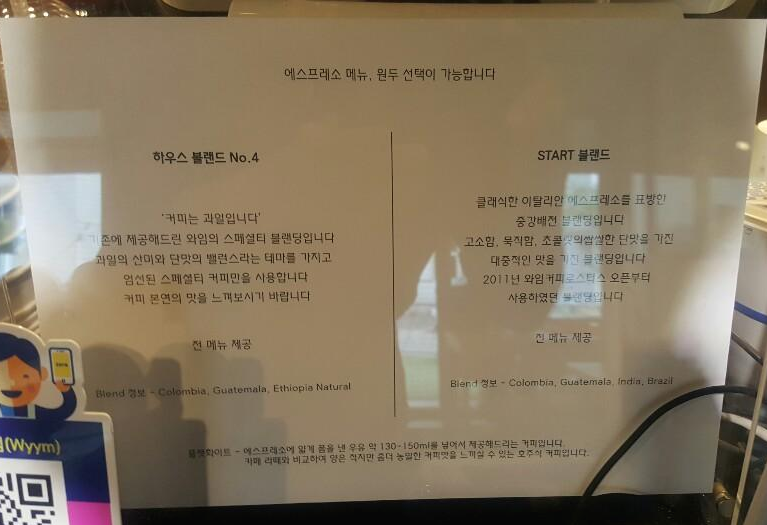 에스프레소 메뉴, 원두 선택이 가능합니다
하우스 블랜드 No.4
'커피는 과일입니다'
기존에 제공해드린 와임의 스페셜티 블랜딩입니다
과일의 산미와 단맛의 밸런스라는 테마를 가지고
엄선된 스페셜티 커피만을 사용합니다
커피 본연의 맛을 느껴보시기 바랍니다
전 메뉴 제공
Blend 정보 - Colombia, Guatemala, Ethiopia Natural
START 블랜드
클래식한 이탈리안 에스프레소를 표방한
중강배전 블랜딩입니다
고소함, 묵직함, 초콜릿의쌉쌀한 단맛을 가진
대중적인 맛을 가진 블랜딩입니다
2011년 와임커피로스터스 오픈부터
사용하였던 블랜딩입니다
전 메뉴 제공
Blend 정보 - Colombia, Guatemala, India, Brazil
플랫화이트 - 에스프레소에 얇게 폼을 낸 우유 약 130-150ml를 넣어서 제공해드리는 커피입니다.
카페 라떼와 비교하여 양은 적지만 좀더 농밀한 커피맛을 느끼실 수 있는 호주식 커피입니다.
(Wyym)